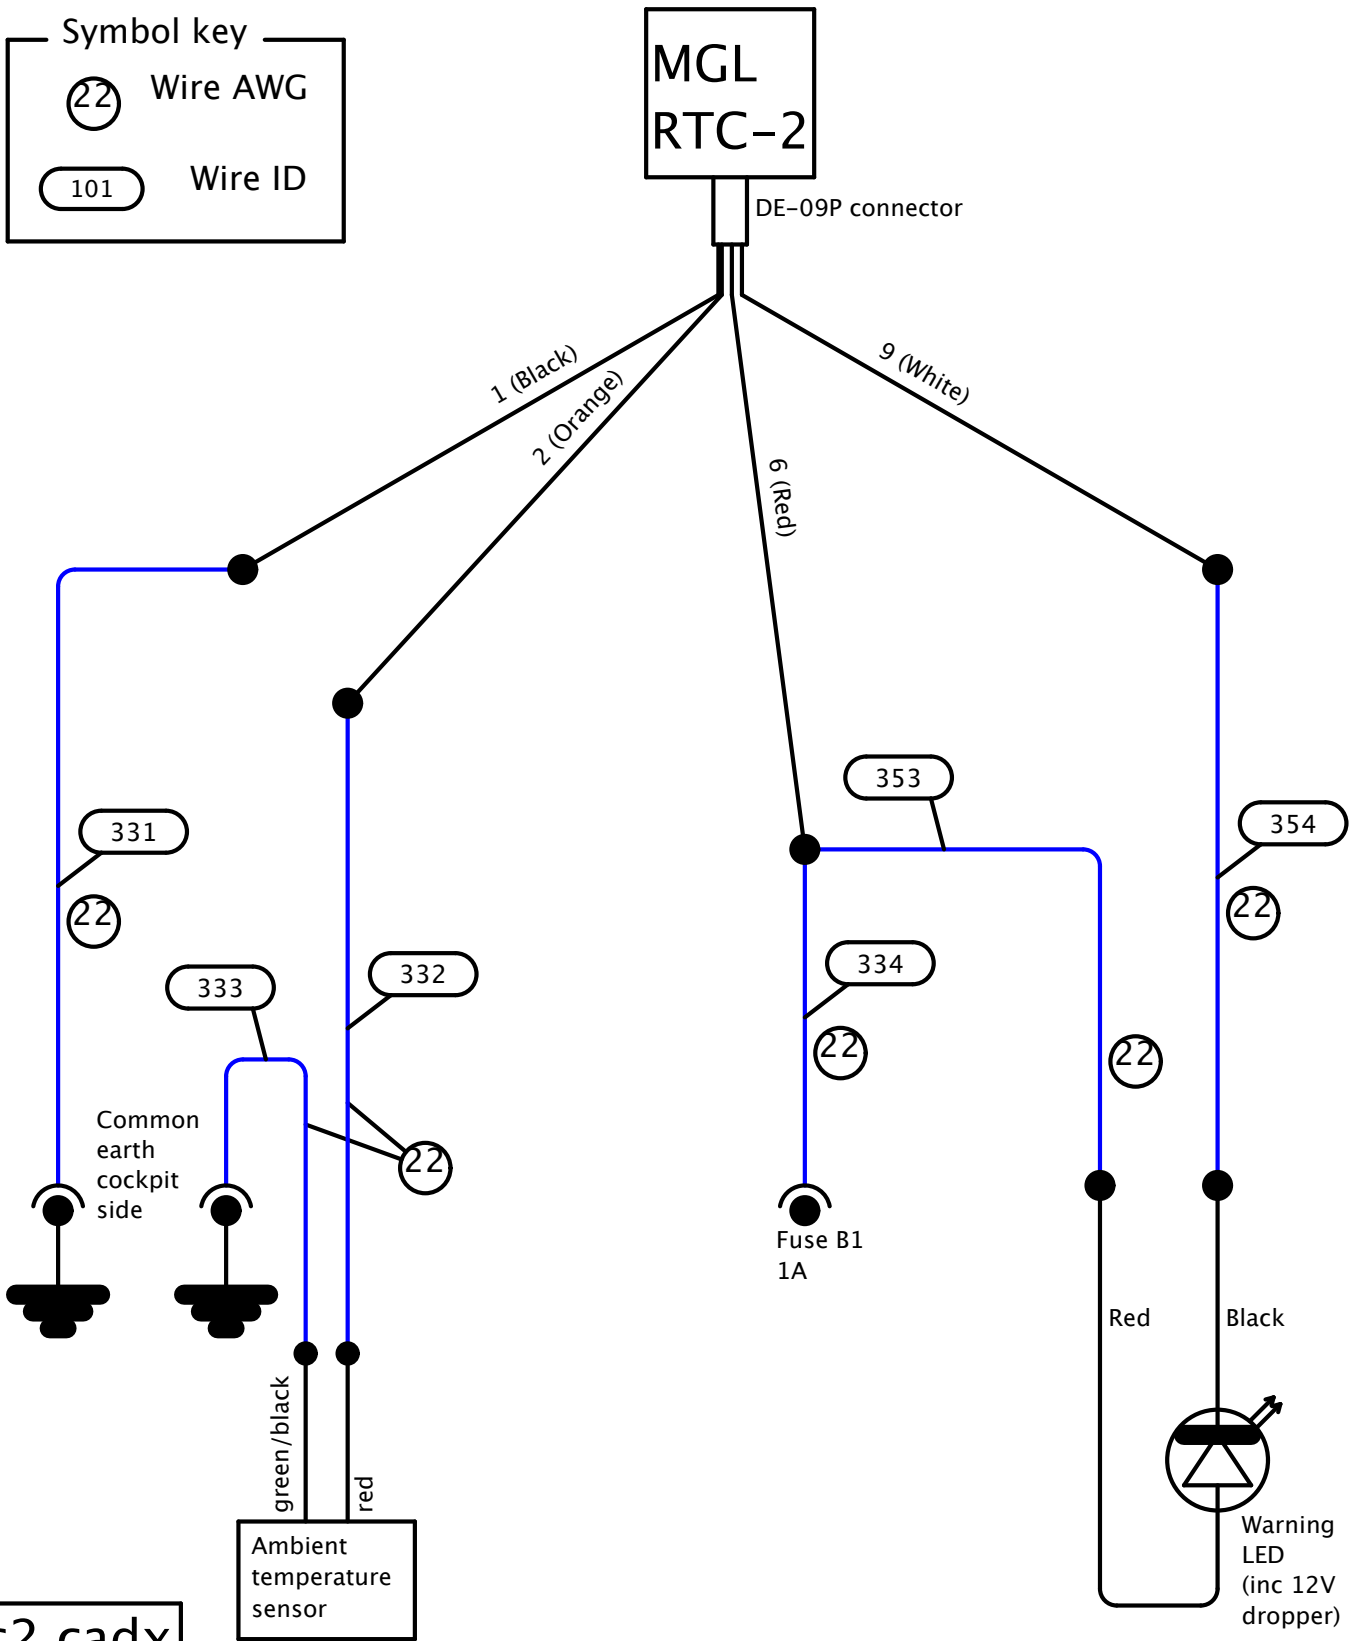 Symbol key
22 Wire AWG
101 Wire ID
MGL
RTC-2
DE-09P connector
1 (Black)
2 (Orange)
6 (Red)
9 (White)
331
22
333
332
22
353
334
22
22
354
22
Common
earth
cockpit
side
Fuse B1
1A
Red
Black
green/black
red
Ambient
temperature
sensor
Warning
LED
(inc 12V
dropper)
c2.cadx